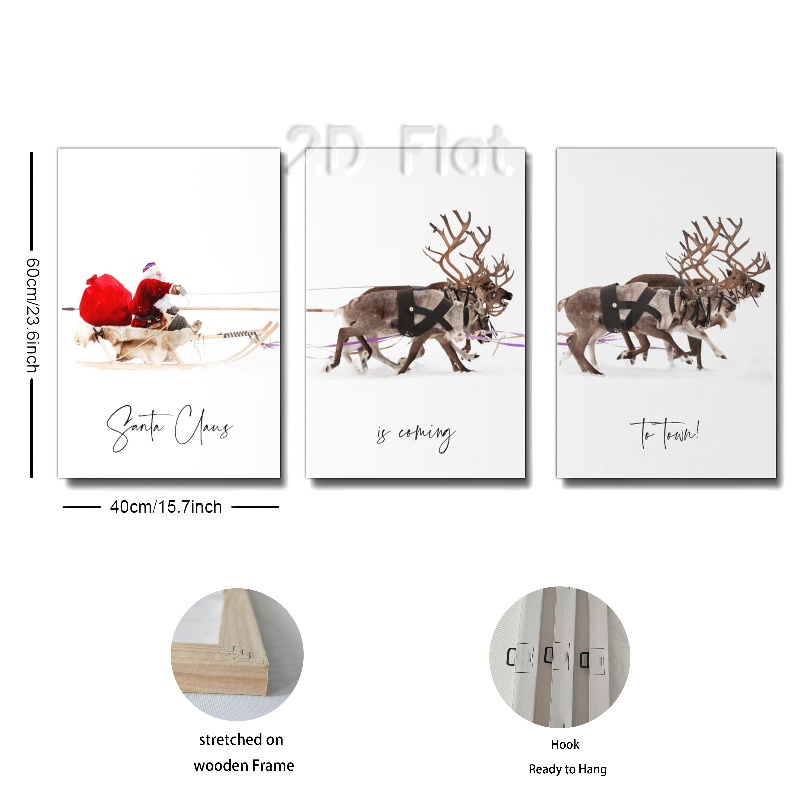 2D Flat
60cm/23.6inch
Santa Claus
is coming
to town!
40cm/15.7inch
stretched on
wooden Frame
Hook
Ready to Hang